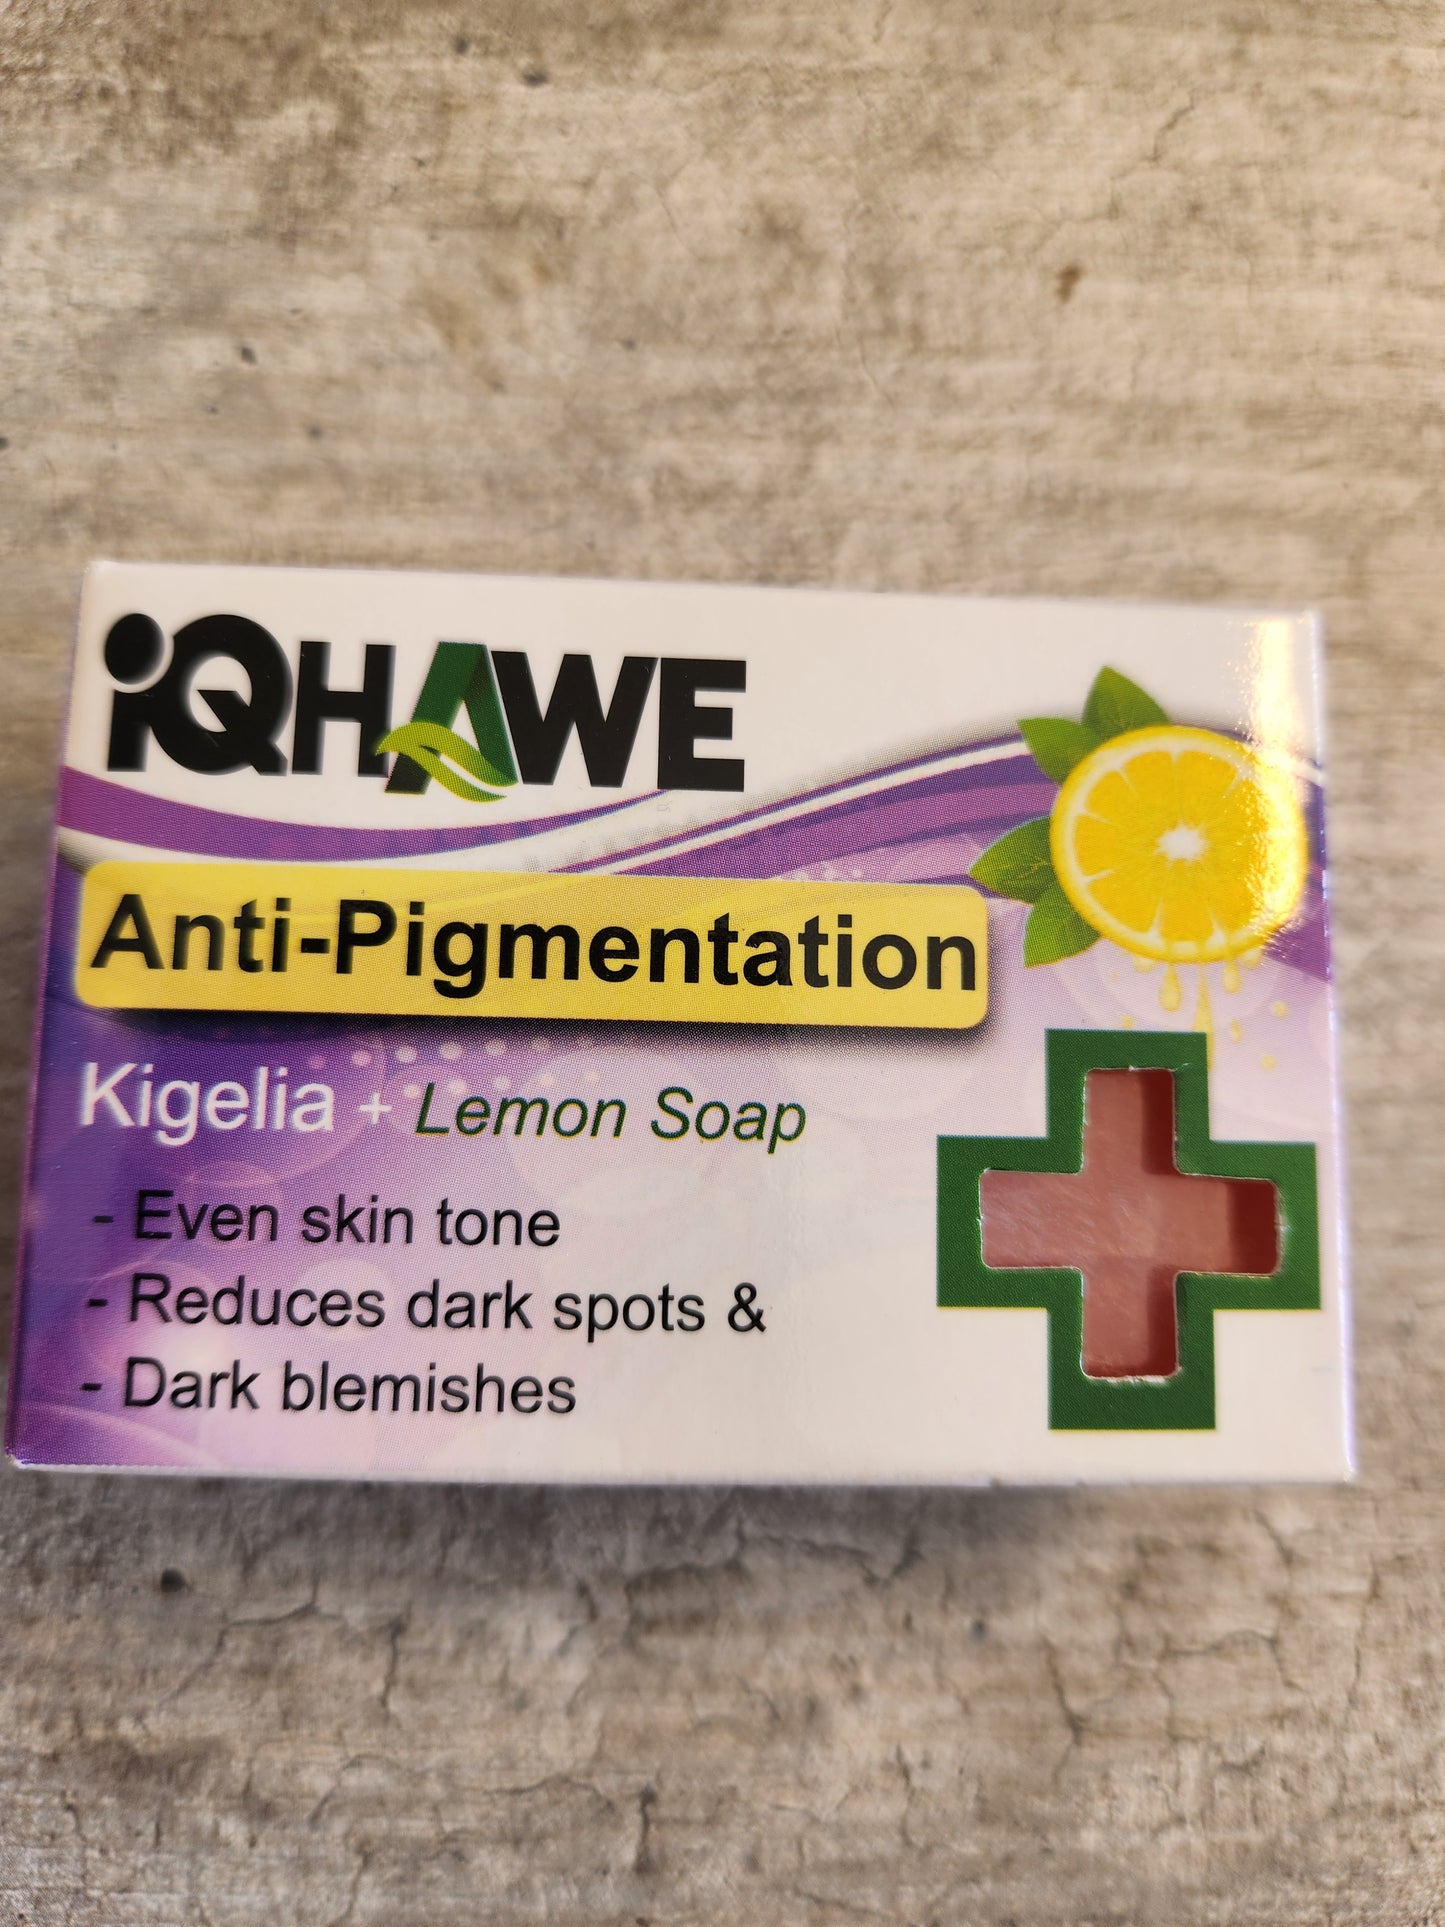 iQHAWE
Anti-Pigmentation
Kigelia + Lemon Soap
- Even skin tone
- Reduces dark spots &
- Dark blemishes